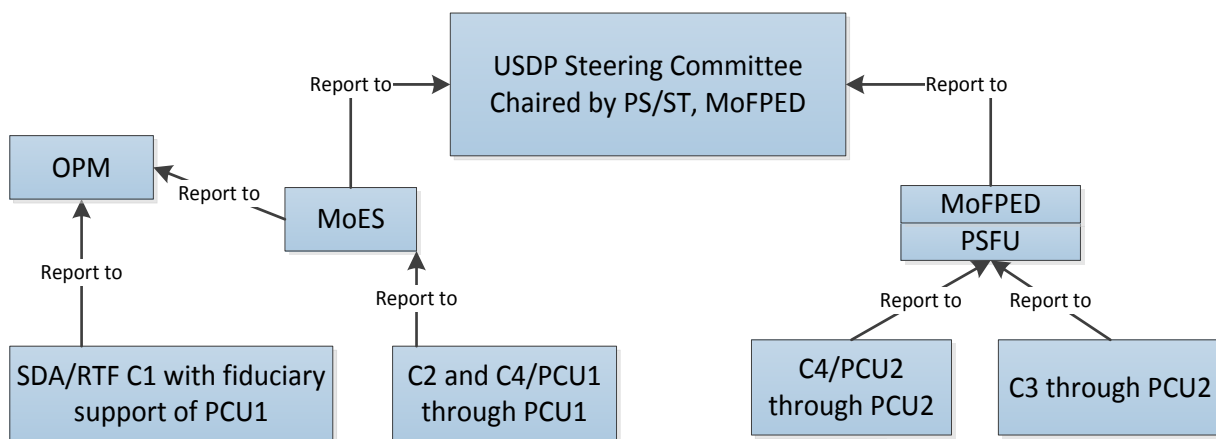 USDP Steering Committee
Chaired by PS/ST, MoFPED
Report to
Report to
OPM
Report to
MoES
MoFPED
PSFU
Report to
Report to
Report to
Report to
SDA/RTF C1 with fiduciary
support of PCU1
C2 and C4/PCU1
through PCU1
C4/PCU2
through PCU2
C3 through PCU2